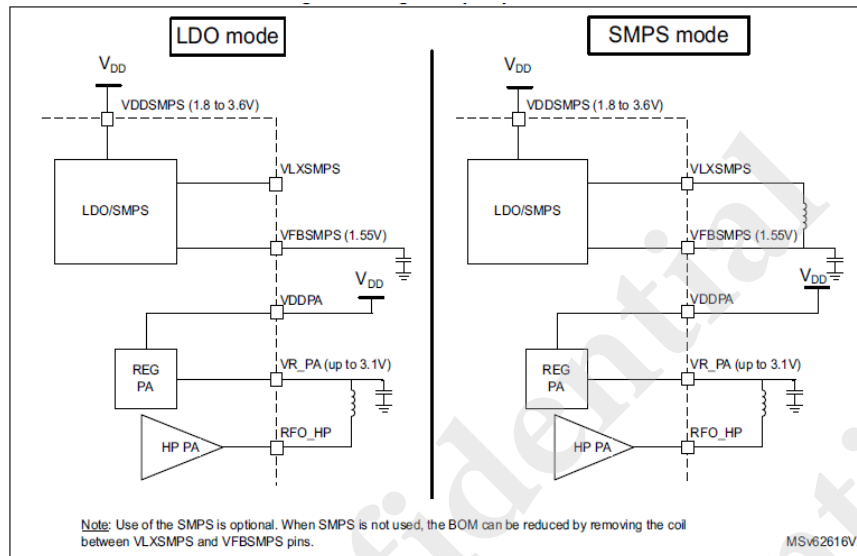 LDO mode
VDD
VDDSMPS (1.8 to 3.6V)
LDO/SMPS
VLXSMPS
VFBSMPS (1.55V)
VDD
VDDPA
REG
PA
VR_PA (up to 3.1V)
HP PA
RFO_HP
SMPS mode
VDD
VDDSMPS (1.8 to 3.6V)
LDO/SMPS
VLXSMPS
VFBSMPS (1.55V)
VDD
VDDPA
REG
PA
VR_PA (up to 3.1V)
HP PA
RFO_HP
Note: Use of the SMPS is optional. When SMPS is not used, the BOM can be reduced by removing the coil
between VLXSMPS and VFBSMPS pins.
MSv62616V